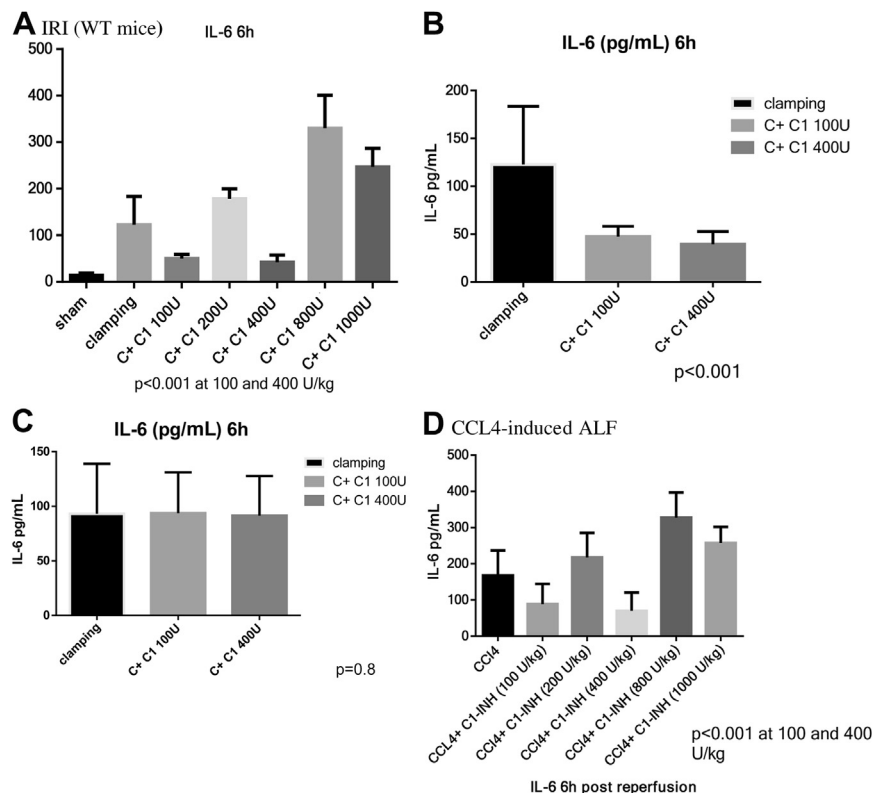 A IRI (WT mice)
IL-6 6h
500
400
300
200
100
0
sham
clamping
C+ C1 100U
C+ C1 200U
C+ C1 400U
C+ C1 800U
C+ C1 1000U
p<0.001 at 100 and 400 U/kg
B
IL-6 (pg/mL) 6h
IL-6 pg/mL
200
150
100
50
0
clamping
C+ C1 100U
C+ C1 400U
clamping
C+ C1 100U
C+ C1 400U
p<0.001
C
IL-6 (pg/mL) 6h
IL-6 pg/mL
150
100
50
0
clamping
C+ C1 100U
C+ C1 400U
clamping
C+ C1 100U
C+ C1 400U
p=0.8
D CCL4-induced ALF
IL-6 pg/mL
500
400
300
200
100
0
CCl4
CCL4+ C1-INH (100 U/kg)
CCl4+ C1-INH (200 U/kg)
CCl4+ C1-INH (400 U/kg)
CCl4+ C1-INH (800 U/kg)
CCl4+ C1-INH (1000 U/kg)
p<0.001 at 100 and 400
U/kg
IL-6 6h post reperfusion